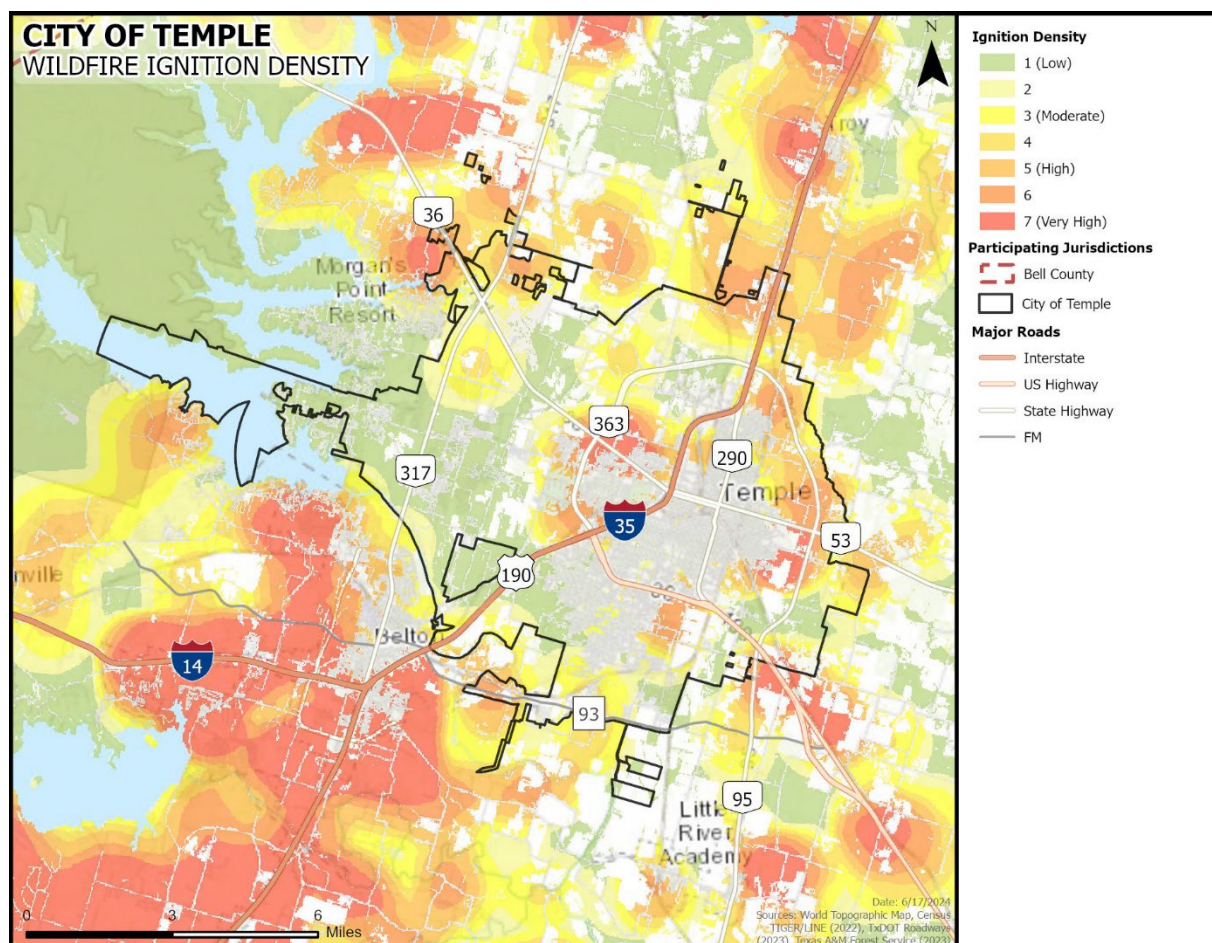 CITY OF TEMPLE
WILDFIRE IGNITION DENSITY
N
Troy
36
Morgan's
Point
Resort
363
317
290
Temple
35
53
190
Belto
14
93
95
Little
River
Academy
0 3 6
Miles
Date: 6/17/2024
Sources: World Topographic Map, Census
TIGER/LINE (2022), TxDOT Roadways
(2023), Texas A&M Forest Service (2023)
Ignition Density
1 (Low)
2
3 (Moderate)
4
5 (High)
6
7 (Very High)
Participating Jurisdictions
Bell County
City of Temple
Major Roads
Interstate
US Highway
State Highway
FM